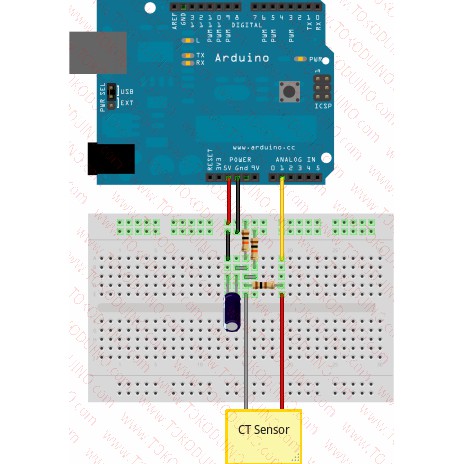 AREF
GND
13
12
11
10
9
8
7
6
5
4
3
2
1
0
PWM
PWM
PWM
PWM
PWM
PWM
TX
RX
DIGITAL
L
TX
RX
Arduino
PWR
PWR SEL
USB
EXT
1
ICSP
www.arduino.cc
POWER
ANALOG IN
RESET
3V3
5V Gnd 9V
0 1 2 3 4 5
CT Sensor
www.TOKODUINO.com